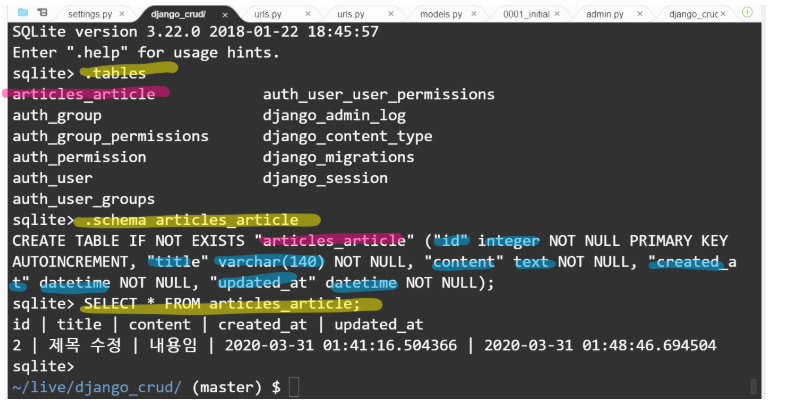 settings.py × django_crud/ × urls.py × urls.py × models.py × 0001_initial × admin.py × django_cruc ×
SQLite version 3.22.0 2018-01-22 18:45:57
Enter ".help" for usage hints.
sqlite> .tables
articles_article auth_user_user_permissions
auth_group django_admin_log
auth_group_permissions django_content_type
auth_permission django_migrations
auth_user django_session
auth_user_groups
sqlite> .schema articles_article
CREATE TABLE IF NOT EXISTS "articles_article" ("id" integer NOT NULL PRIMARY KEY
AUTOINCREMENT, "title" varchar(140) NOT NULL, "content" text NOT NULL, "created_a
t" datetime NOT NULL, "updated_at" datetime NOT NULL);
sqlite> SELECT * FROM articles_article;
id | title | content | created_at | updated_at
2 | 제목 수정 | 내용임 | 2020-03-31 01:41:16.504366 | 2020-03-31 01:48:46.694504
sqlite>
~/live/django_crud/ (master) $